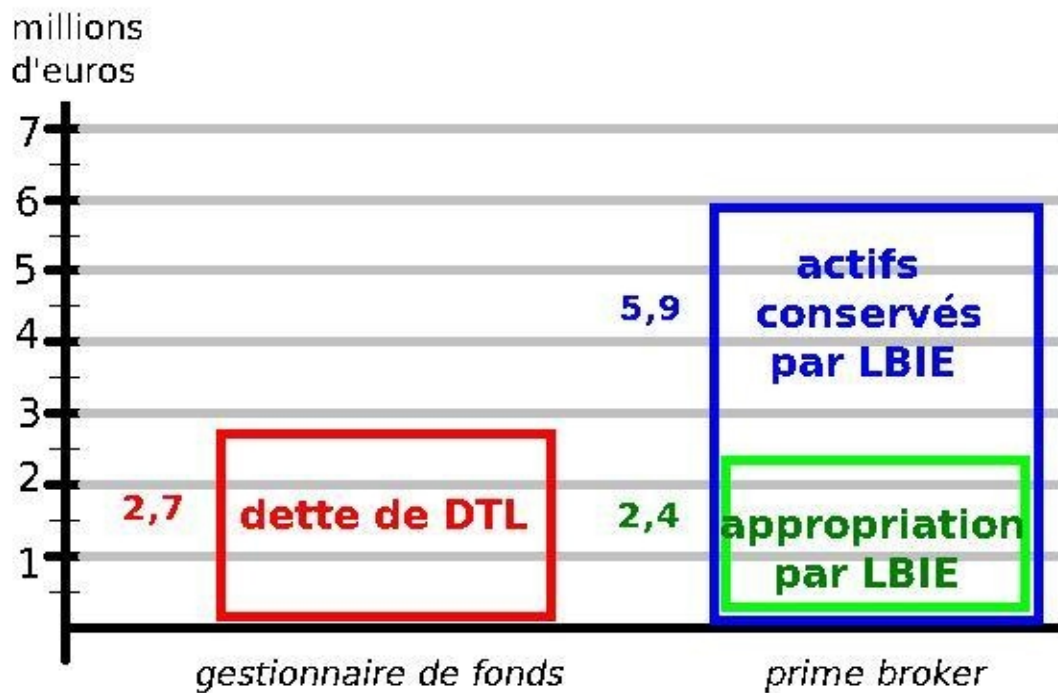 millions
d'euros
7
6
5
4
3
2
1
5,9
actifs
conservés
par LBIE
2,7
dette de DTL
2,4
appropriation
par LBIE
gestionnaire de fonds
prime broker